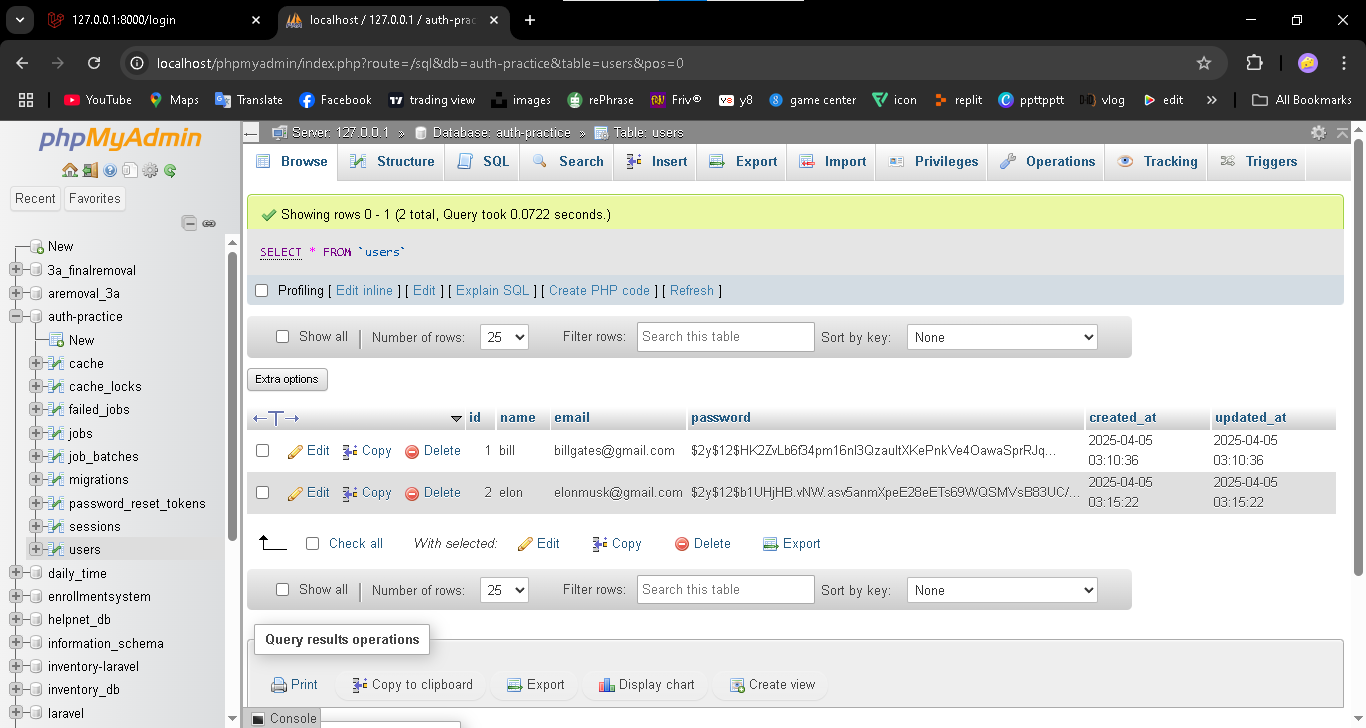 127.0.0.1:8000/login
localhost / 127.0.0.1 / auth-prac
localhost/phpmyadmin/index.php?route=/sql&db=auth-practice&table=users&pos=0
YouTube Maps Translate Facebook trading view images rePhrase Friv® y8 game center icon replit ppttpptt vlog edit » All Bookmarks
phpMyAdmin
Recent Favorites
New
3a_finalremoval
aremoval_3a
auth-practice
New
cache
cache_locks
failed_jobs
jobs
job_batches
migrations
password_reset_tokens
sessions
users
daily_time
enrollmentsystem
helpnet_db
information_schema
inventory-laravel
inventory_db
laravel
Server: 127.0.0.1 » Database: auth-practice » Table: users
Browse Structure SQL Search Insert Export Import Privileges Operations Tracking Triggers
Showing rows 0 - 1 (2 total, Query took 0.0722 seconds.)
SELECT * FROM `users`
Profiling [ Edit inline ] [ Edit ] [ Explain SQL ] [ Create PHP code ] [ Refresh ]
Show all Number of rows: 25 Filter rows: Search this table Sort by key: None
Extra options
←T→ id name email password created_at updated_at
Edit Copy Delete 1 bill billgates@gmail.com 2025-04-05 03:10:36 2025-04-05 03:10:36
Edit Copy Delete 2 elon elonmusk@gmail.com 2025-04-05 03:15:22 2025-04-05 03:15:22
Check all With selected: Edit Copy Delete Export
Show all Number of rows: 25 Filter rows: Search this table Sort by key: None
Query results operations
Print Copy to clipboard Export Display chart Create view
Console